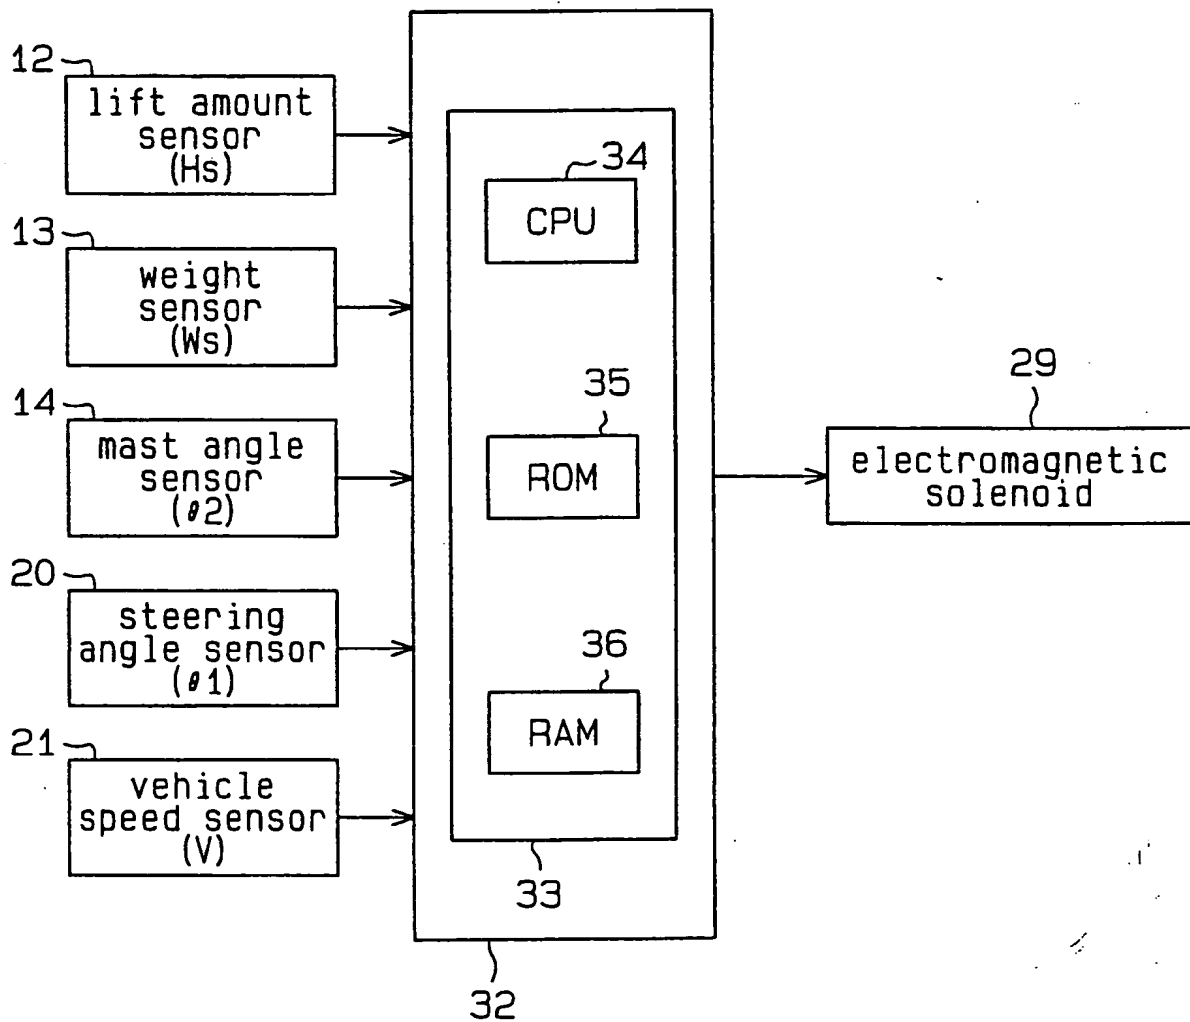 12
lift amount
sensor
(Hs)
13
weight
sensor
(Ws)
14
mast angle
sensor
(θ2)
20
steering
angle sensor
(θ1)
21
vehicle
speed sensor
(V)
34
CPU
35
ROM
36
RAM
33
32
29
electromagnetic
solenoid